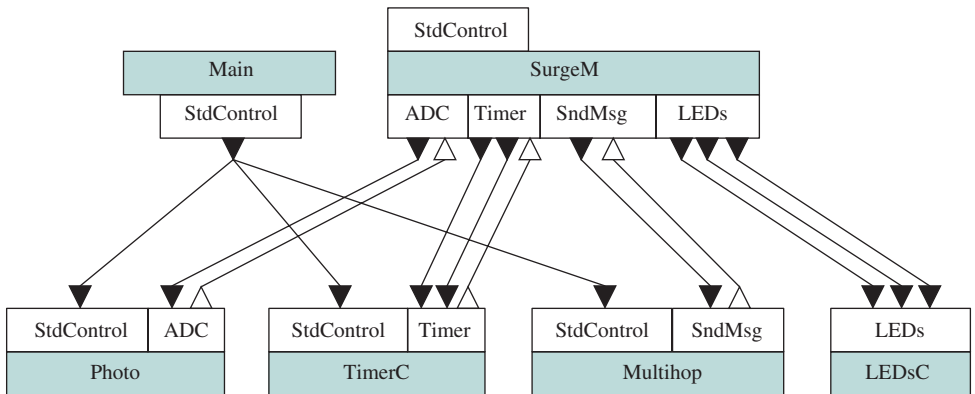 StdControl
Main
SurgeM
StdControl
ADC Timer SndMsg LEDs
StdControl ADC StdControl Timer StdControl SndMsg LEDs
Photo TimerC Multihop LEDsC